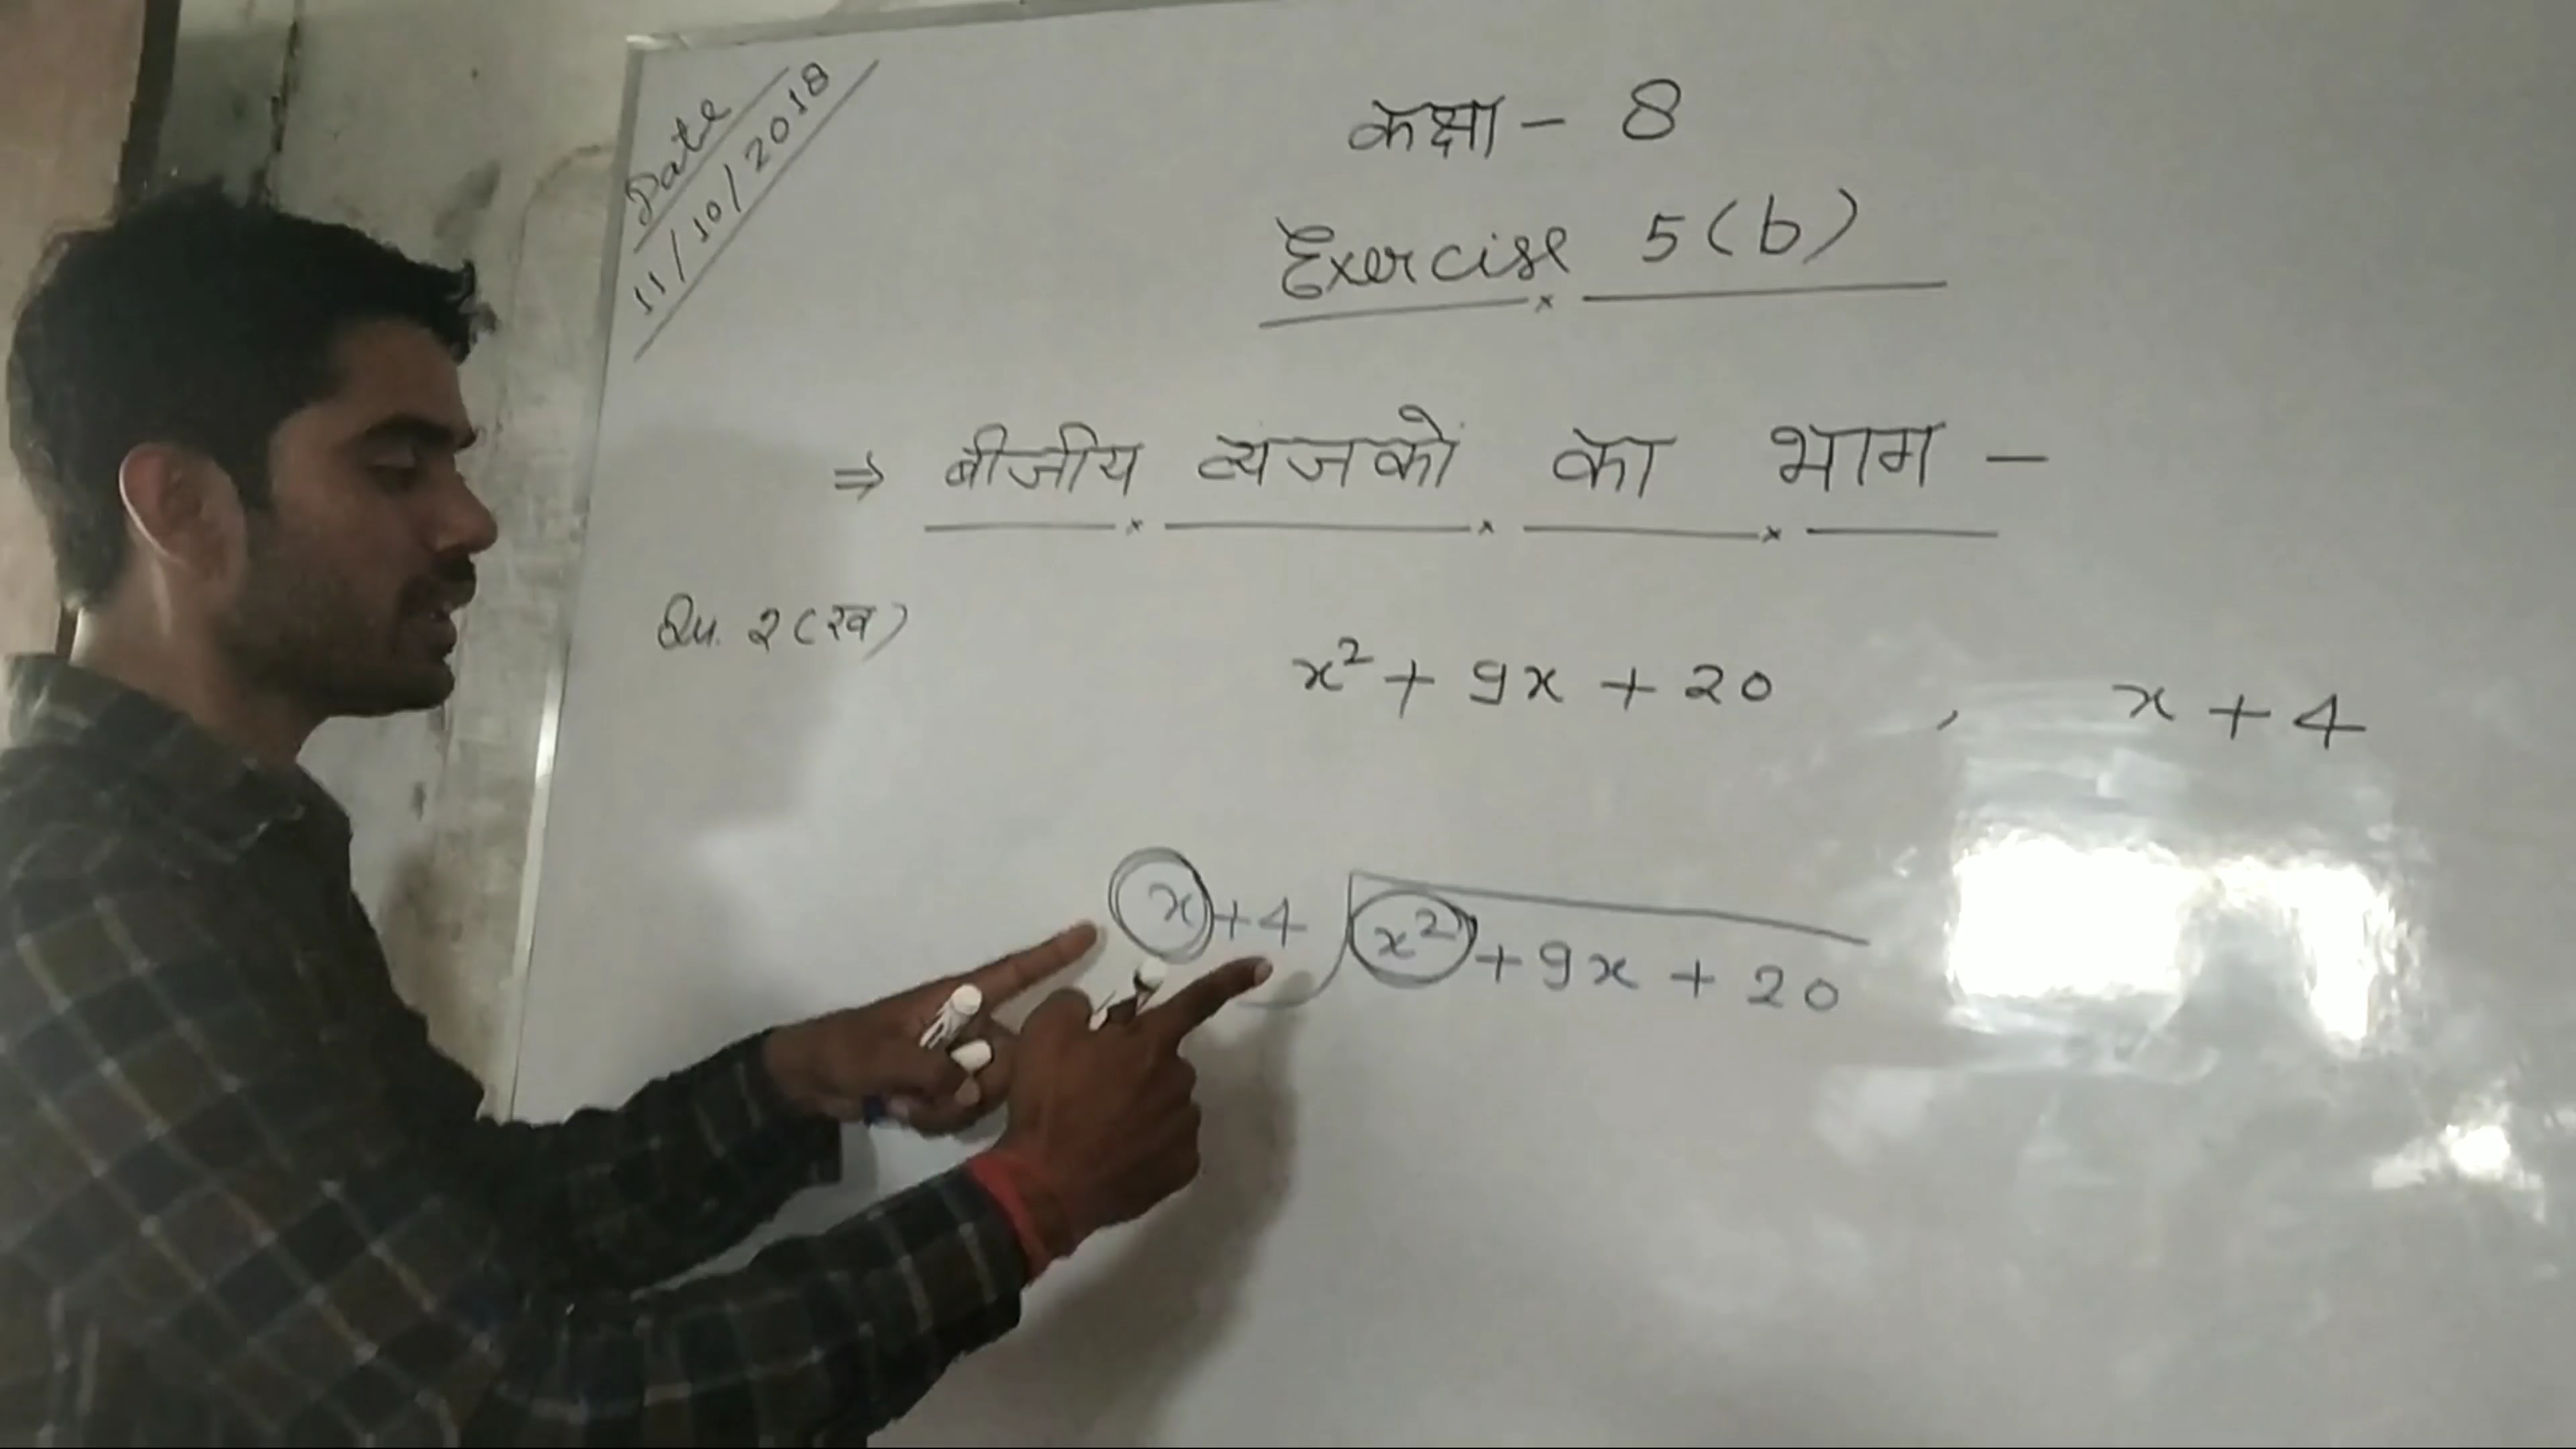 Date
11/10/2018
कक्षा - 8
Exercise 5(b)
⇒ बीजीय व्यंजकों का भाग -
Qu. 2(ख)
x² + 9x + 20 , x + 4
x+4 ) x² + 9x + 20